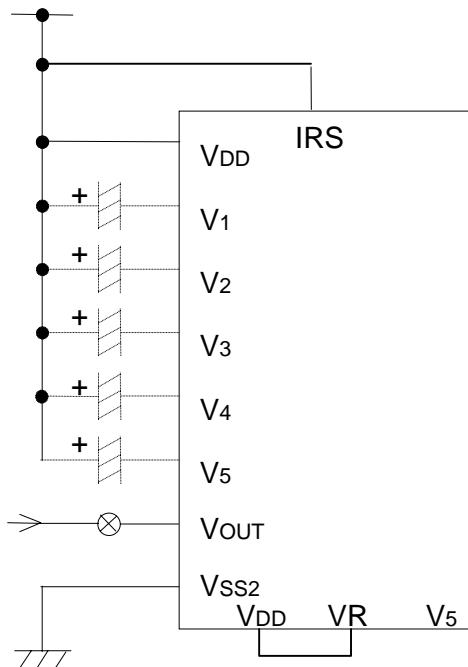 IRS
VDD
+ V1
+ V2
+ V3
+ V4
+ V5
VOUT
VSS2
VDD VR V5